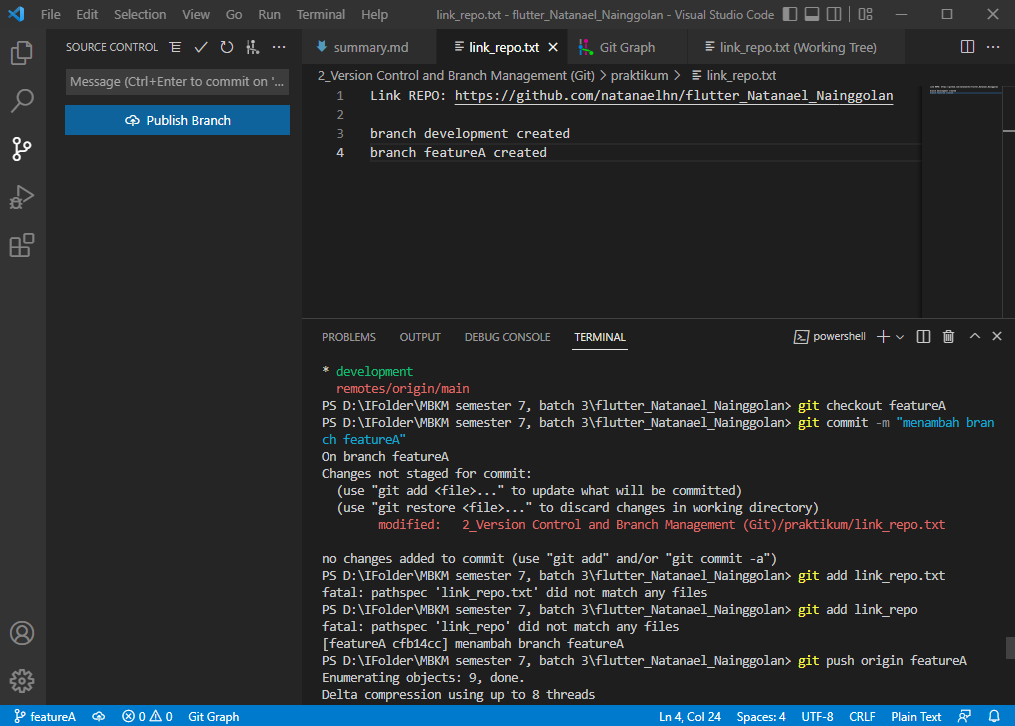 File Edit Selection View Go Run Terminal Help link_repo.txt - flutter_Natanael_Nainggolan - Visual Studio Code
SOURCE CONTROL
Message (Ctrl+Enter to commit on '...
Publish Branch
summary.md link_repo.txt Git Graph link_repo.txt (Working Tree)
2_Version Control and Branch Management (Git) > praktikum > link_repo.txt
1 Link REPO: https://github.com/natanaelhn/flutter_Natanael_Nainggolan
2
3 branch development created
4 branch featureA created
PROBLEMS OUTPUT DEBUG CONSOLE TERMINAL powershell
* development
remotes/origin/main
PS D:\IFolder\MBKM semester 7, batch 3\flutter_Natanael_Nainggolan> git checkout featureA
PS D:\IFolder\MBKM semester 7, batch 3\flutter_Natanael_Nainggolan> git commit -m "menambah bran
ch featureA"
On branch featureA
Changes not staged for commit:
(use "git add <file>..." to update what will be committed)
(use "git restore <file>..." to discard changes in working directory)
modified: 2_Version Control and Branch Management (Git)/praktikum/link_repo.txt
no changes added to commit (use "git add" and/or "git commit -a")
PS D:\IFolder\MBKM semester 7, batch 3\flutter_Natanael_Nainggolan> git add link_repo.txt
fatal: pathspec 'link_repo.txt' did not match any files
PS D:\IFolder\MBKM semester 7, batch 3\flutter_Natanael_Nainggolan> git add link_repo
fatal: pathspec 'link_repo' did not match any files
[featureA cfb14cc] menambah branch featureA
PS D:\IFolder\MBKM semester 7, batch 3\flutter_Natanael_Nainggolan> git push origin featureA
Enumerating objects: 9, done.
Delta compression using up to 8 threads
featureA 0 0 Git Graph Ln 4, Col 24 Spaces: 4 UTF-8 CRLF Plain Text